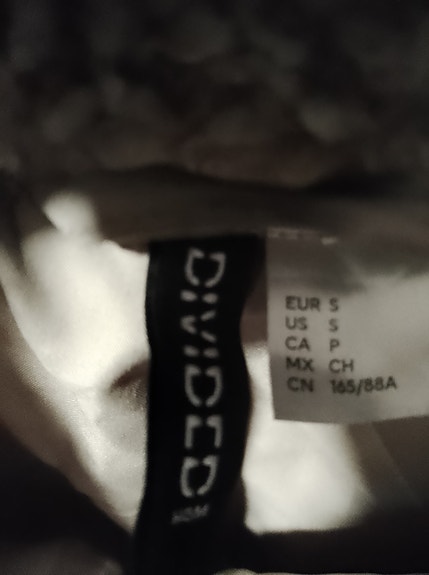 DIVIDED
H&M
EUR S
US S
CA P
MX CH
CN 165/88A